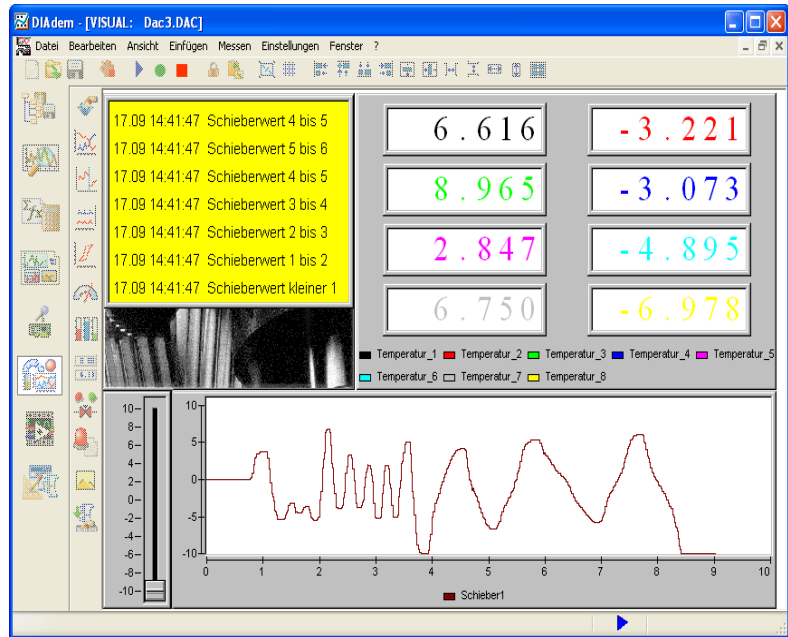 DIAdem - [VISUAL: Dac3.DAC]
Datei Bearbeiten Ansicht Einfügen Messen Einstellungen Fenster ?
17.09 14:41:47 Schieberwert 4 bis 5
17.09 14:41:47 Schieberwert 5 bis 6
17.09 14:41:47 Schieberwert 4 bis 5
17.09 14:41:47 Schieberwert 3 bis 4
17.09 14:41:47 Schieberwert 2 bis 3
17.09 14:41:47 Schieberwert 1 bis 2
17.09 14:41:47 Schieberwert kleiner 1
6.616 -3.221
8.965 -3.073
2.847 -4.895
6.750 -6.978
Temperatur_1 Temperatur_2 Temperatur_3 Temperatur_4 Temperatur_5
Temperatur_6 Temperatur_7 Temperatur_8
10
8
6
4
2
0
-2
-4
-6
-8
-10
10
5
0
-5
-10
0 1 2 3 4 5 6 7 8 9 10
Schieber1